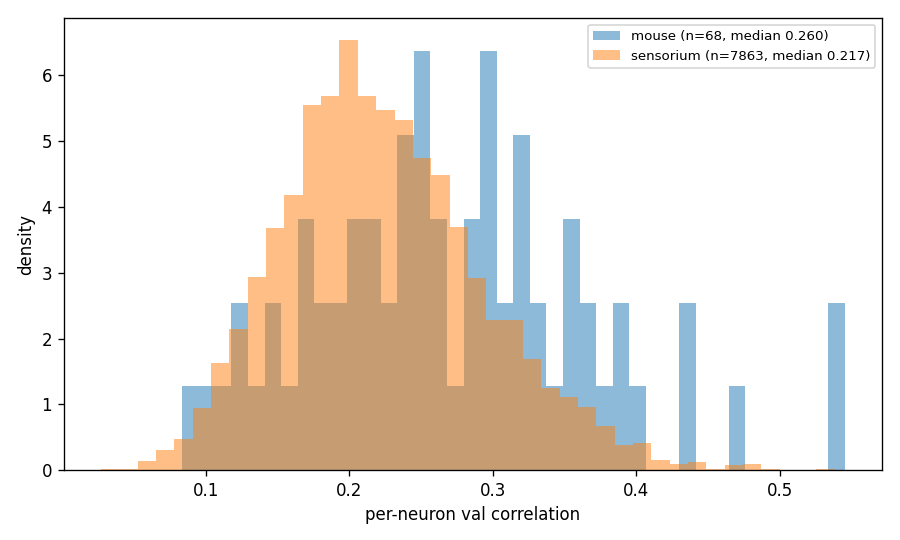 mouse (n=68, median 0.260)
sensorium (n=7863, median 0.217)
density
6
5
4
3
2
1
0
0.1 0.2 0.3 0.4 0.5
per-neuron val correlation